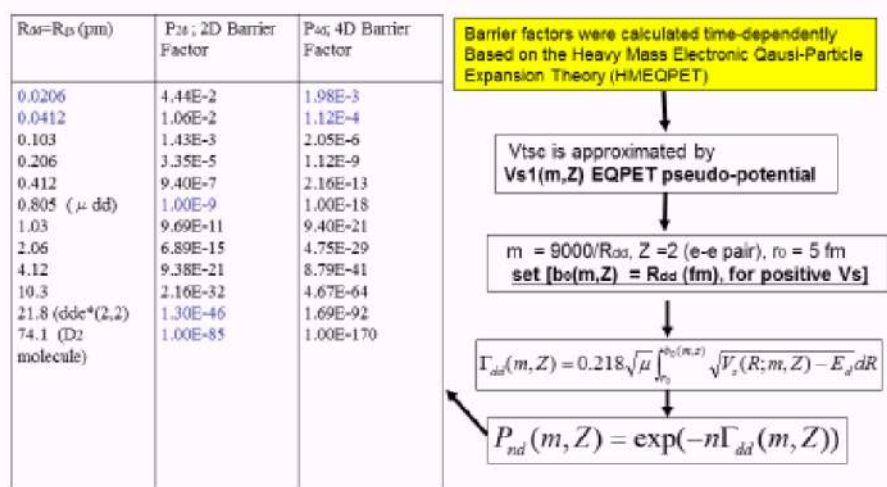 Rdd=Rgs (pm) P2d ; 2D Barrier Factor P4d; 4D Barrier Factor
0.0206 4.44E-2 1.98E-3
0.0412 1.06E-2 1.12E-4
0.103 1.43E-3 2.05E-6
0.206 3.35E-5 1.12E-9
0.412 9.40E-7 2.16E-13
0.805 (μ dd) 1.00E-9 1.00E-18
1.03 9.69E-11 9.40E-21
2.06 6.89E-15 4.75E-29
4.12 9.38E-21 8.79E-41
10.3 2.16E-32 4.67E-64
21.8 (dde*(2,2) 1.30E-46 1.69E-92
74.1 (D2 molecule) 1.00E-85 1.00E-170
Barrier factors were calculated time-dependently
Based on the Heavy Mass Electronic Qausi-Particle
Expansion Theory (HMEQPET)
Vtsc is approximated by
Vs1(m,Z) EQPET pseudo-potential
m = 9000/Rdd, Z =2 (e-e pair), r0 = 5 fm
set [b0(m,Z) = Rdd (fm), for positive Vs]
Γdd(m,Z) = 0.218√μ ∫r0^b0(m,z) √Vs(R;m,Z) − Ed dR
Pnd(m,Z) = exp(−nΓdd(m,Z))